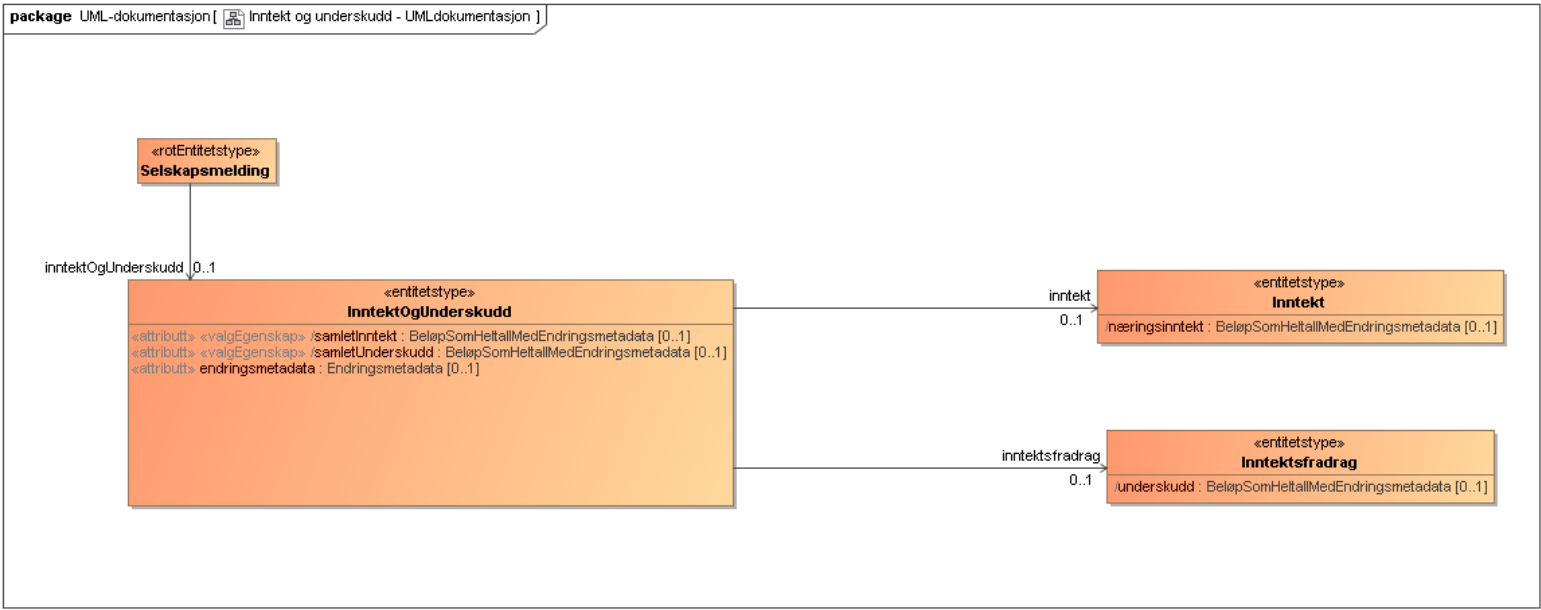 package UML-dokumentasjon [ Inntekt og underskudd - UMLdokumentasjon ]
«rotEntitetstype»
Selskapsmelding
inntektOgUnderskudd 0..1
«entitetstype»
InntektOgUnderskudd
«attributt» «valgEgenskap» /samletInntekt : BeløpSomHeltallMedEndringsmetadata [0..1]
«attributt» «valgEgenskap» /samletUnderskudd : BeløpSomHeltallMedEndringsmetadata [0..1]
«attributt» endringsmetadata : Endringsmetadata [0..1]
inntekt
0..1
«entitetstype»
Inntekt
/næringsinntekt : BeløpSomHeltallMedEndringsmetadata [0..1]
inntektsfradrag
0..1
«entitetstype»
Inntektsfradrag
/underskudd : BeløpSomHeltallMedEndringsmetadata [0..1]